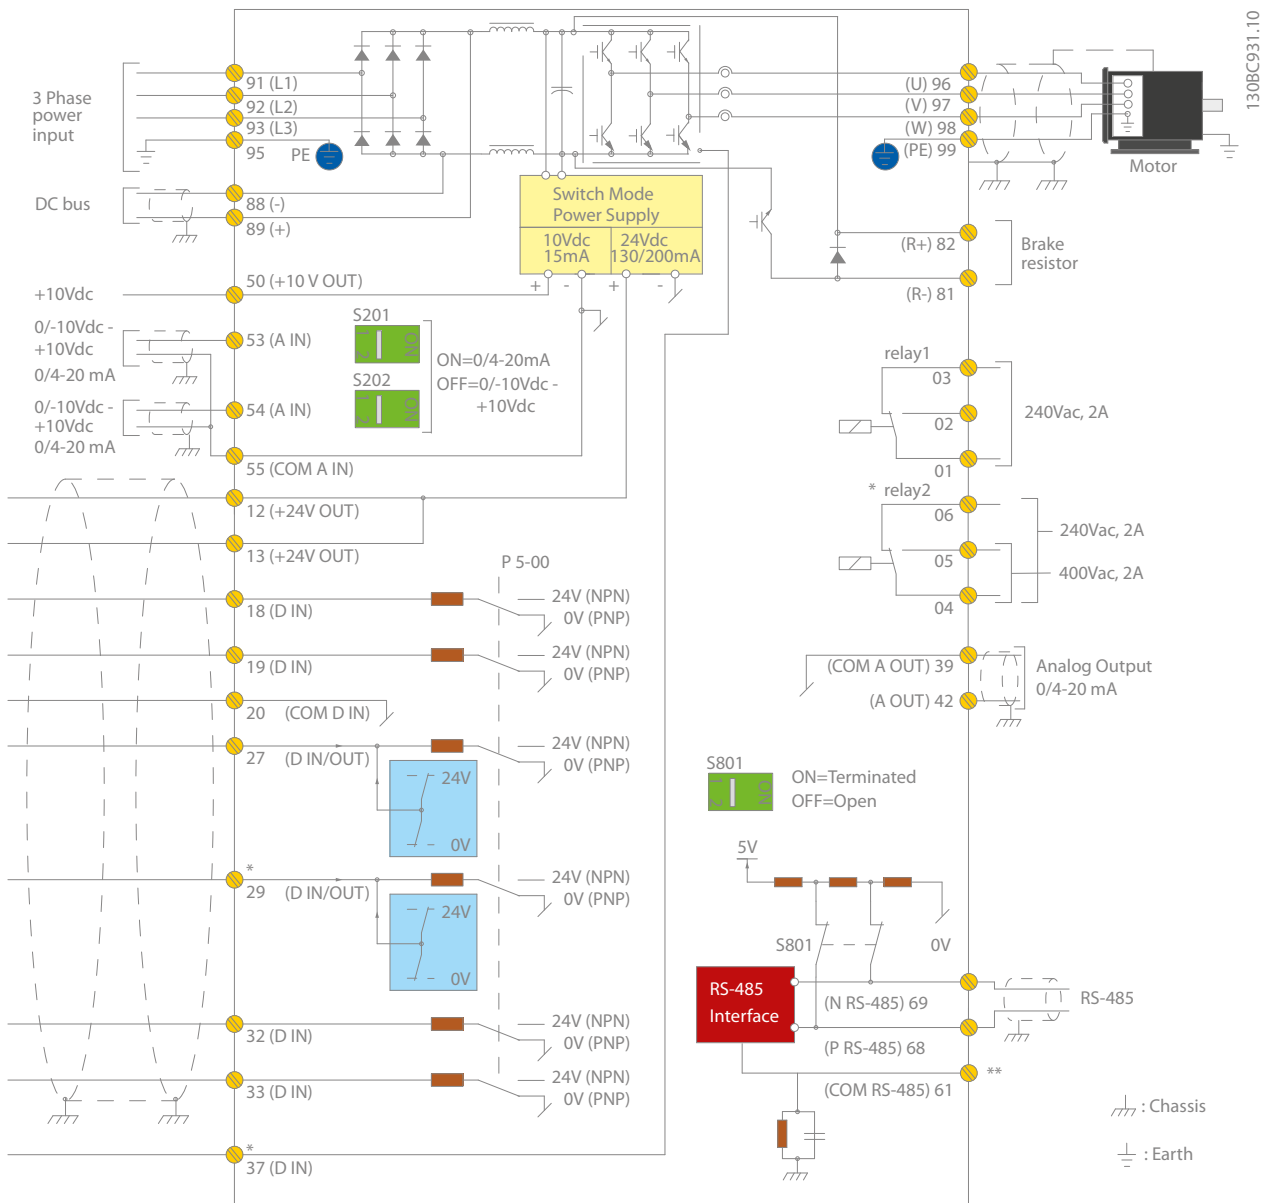 130BC931.10
3 Phase
power
input
91 (L1)
92 (L2)
93 (L3)
95
PE
DC bus
88 (-)
89 (+)
Switch Mode
Power Supply
10Vdc
15mA
24Vdc
130/200mA
+ - + -
(U) 96
(V) 97
(W) 98
(PE) 99
Motor
(R+) 82
Brake
resistor
(R-) 81
+10Vdc
50 (+10 V OUT)
0/-10Vdc -
+10Vdc
0/4-20 mA
53 (A IN)
0/-10Vdc -
+10Vdc
0/4-20 mA
54 (A IN)
55 (COM A IN)
S201
1 2 ON
S202
1 2 ON
ON=0/4-20mA
OFF=0/-10Vdc -
+10Vdc
relay1
03
02
01
240Vac, 2A
* relay2
06
05
04
240Vac, 2A
400Vac, 2A
12 (+24V OUT)
13 (+24V OUT)
P 5-00
18 (D IN)
24V (NPN)
0V (PNP)
19 (D IN)
24V (NPN)
0V (PNP)
20 (COM D IN)
27 (D IN/OUT)
24V (NPN)
0V (PNP)
24V
0V
*
29 (D IN/OUT)
24V (NPN)
0V (PNP)
24V
0V
32 (D IN)
24V (NPN)
0V (PNP)
33 (D IN)
24V (NPN)
0V (PNP)
*
37 (D IN)
(COM A OUT) 39
(A OUT) 42
Analog Output
0/4-20 mA
S801
1 2 ON
ON=Terminated
OFF=Open
5V
S801
0V
RS-485
Interface
(N RS-485) 69
RS-485
(P RS-485) 68
(COM RS-485) 61
**
: Chassis
: Earth